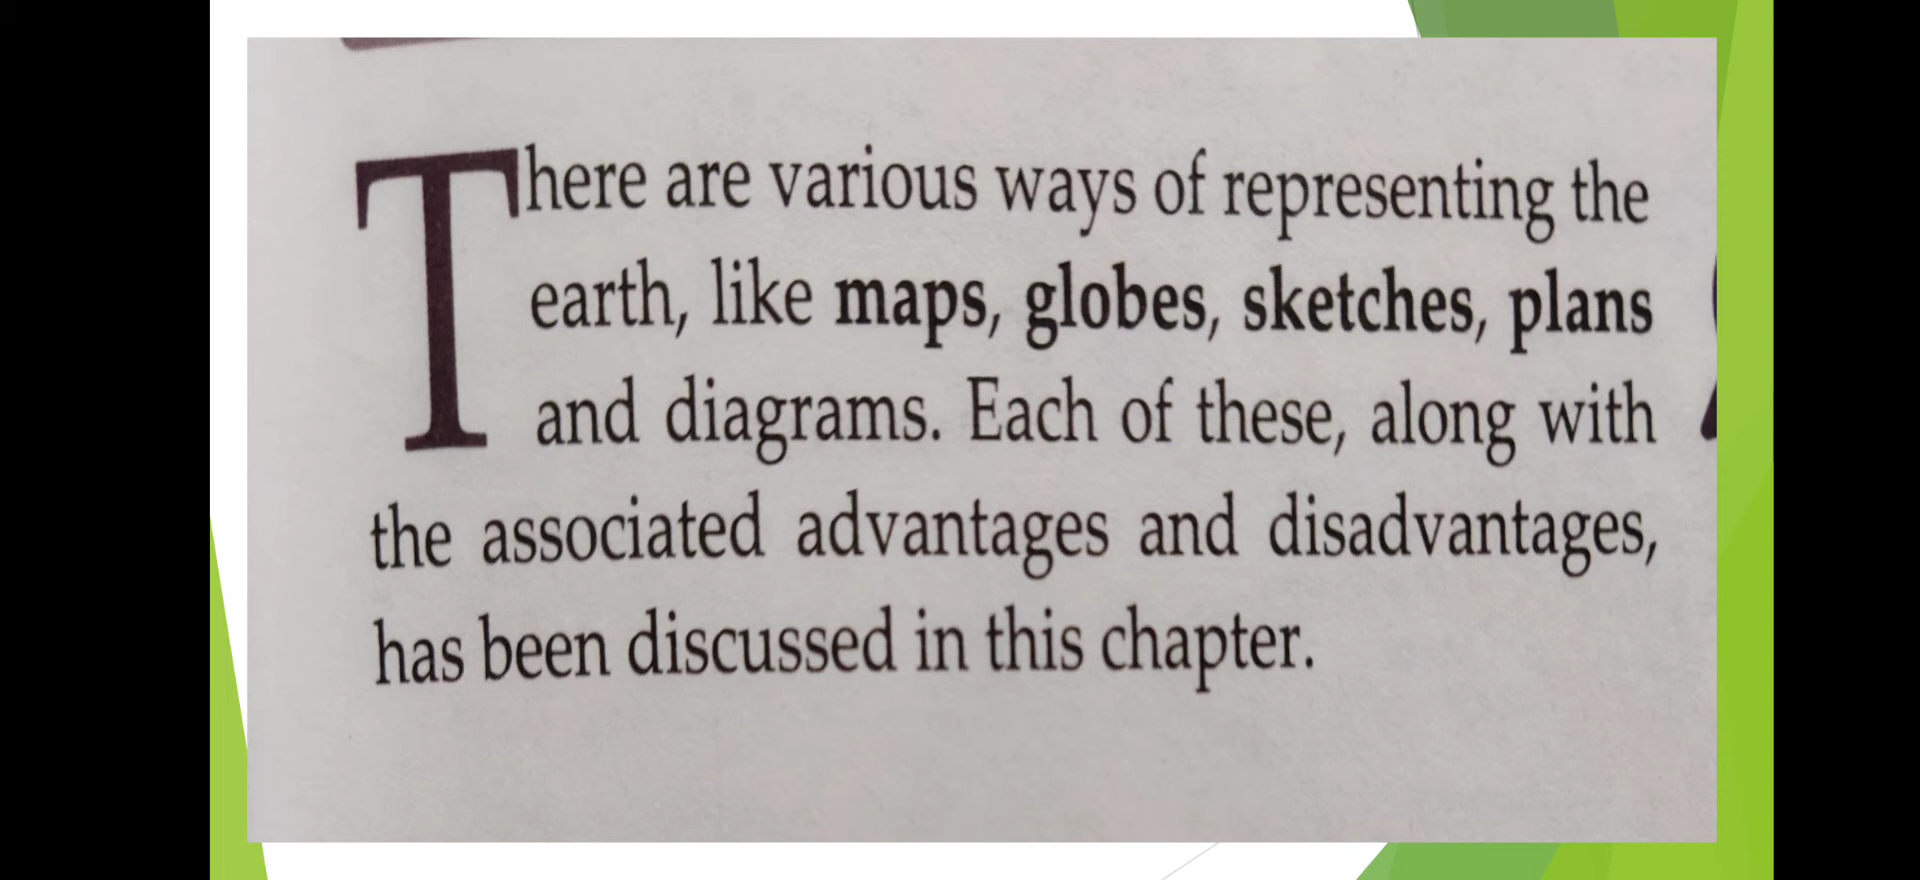 There are various ways of representing the
earth, like maps, globes, sketches, plans
and diagrams. Each of these, along with
the associated advantages and disadvantages,
has been discussed in this chapter.